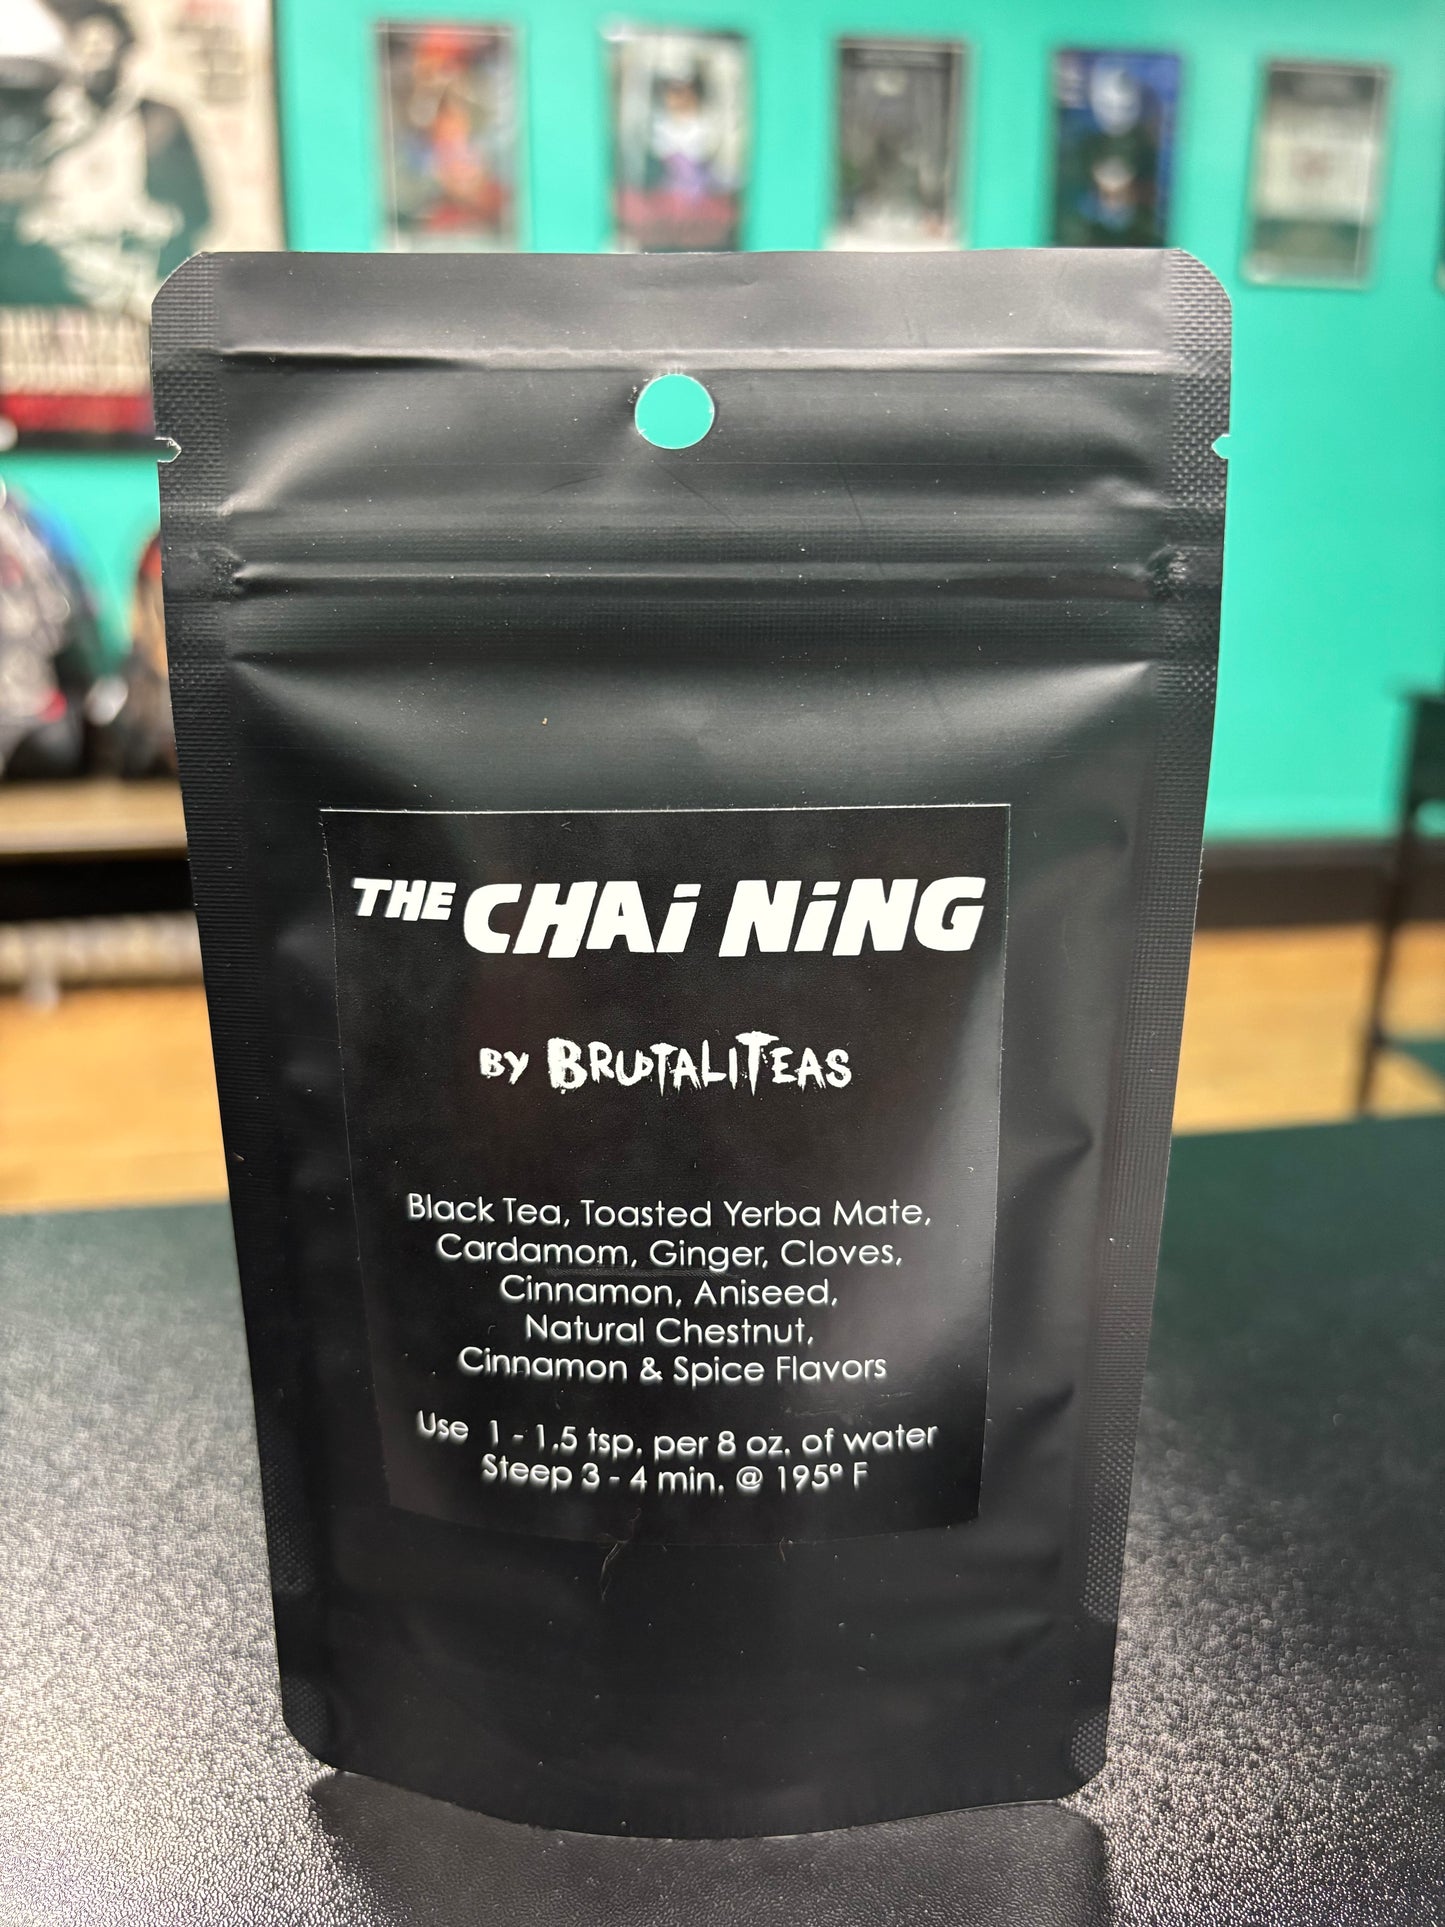 THE CHAi NiNG
BY BRUTALITEAS
Black Tea, Toasted Yerba Mate,
Cardamom, Ginger, Cloves,
Cinnamon, Aniseed,
Natural Chestnut,
Cinnamon & Spice Flavors
Use 1 - 1.5 tsp. per 8 oz. of water
Steep 3 - 4 min. @ 195º F